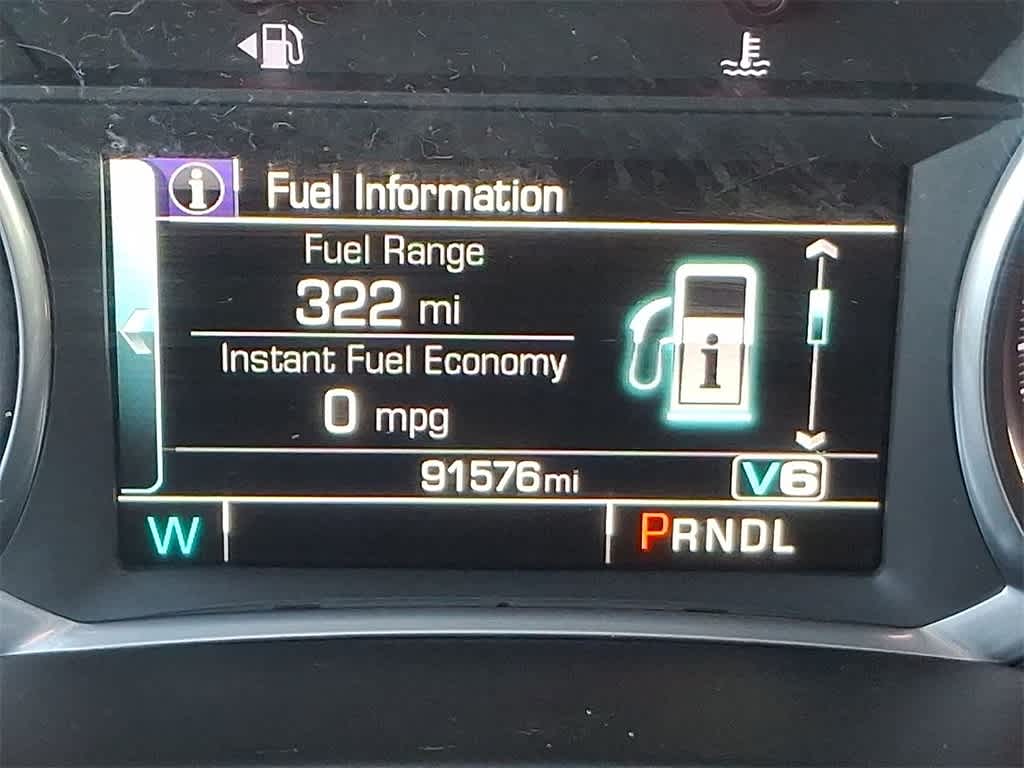 i Fuel Information
Fuel Range
322 mi
Instant Fuel Economy
0 mpg
i
91576mi
V6
W
PRNDL